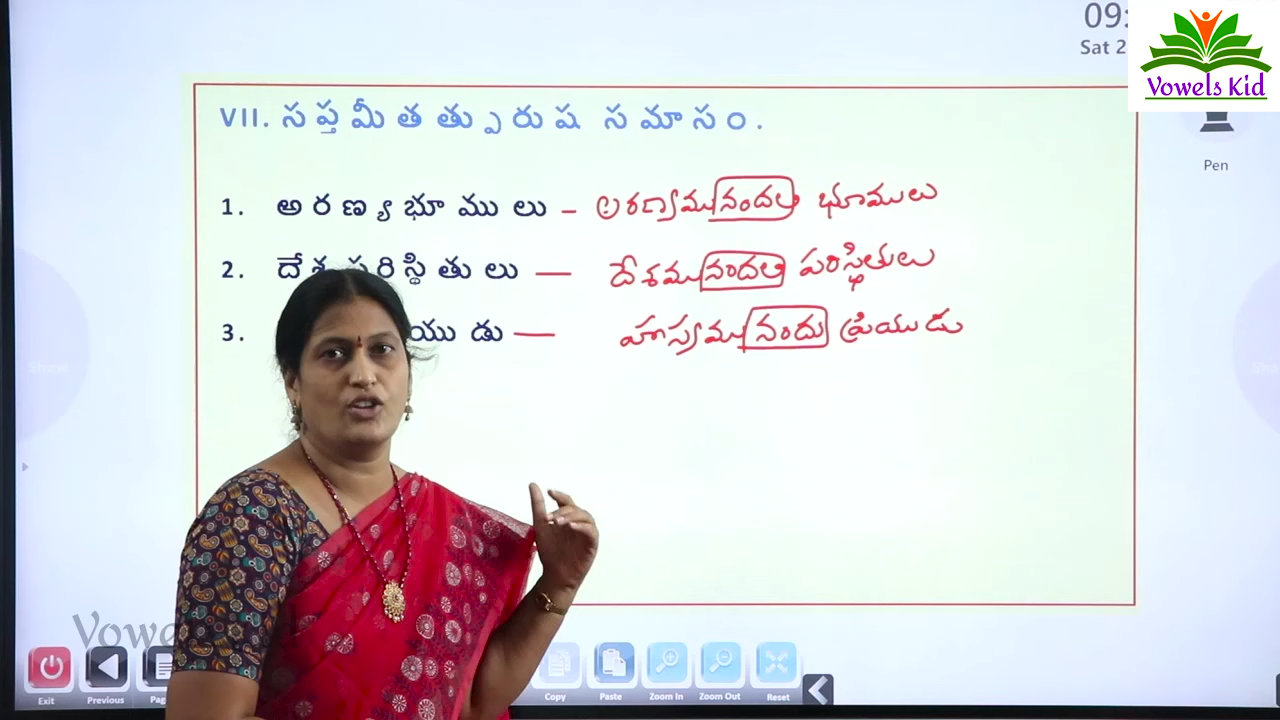 09:
Sat 2
Vowels Kid
Pen
VII. సప్తమీ తత్పురుష సమాసం.
1. అరణ్యభూములు – అరణ్యమునందలి భూములు
2. దేశపరిస్థితులు — దేశమునందలి పరిస్థితులు
3. యుడు — హాస్యమునందు ప్రియుడు
Exit
Previous
Copy
Paste
Zoom In
Zoom Out
Reset